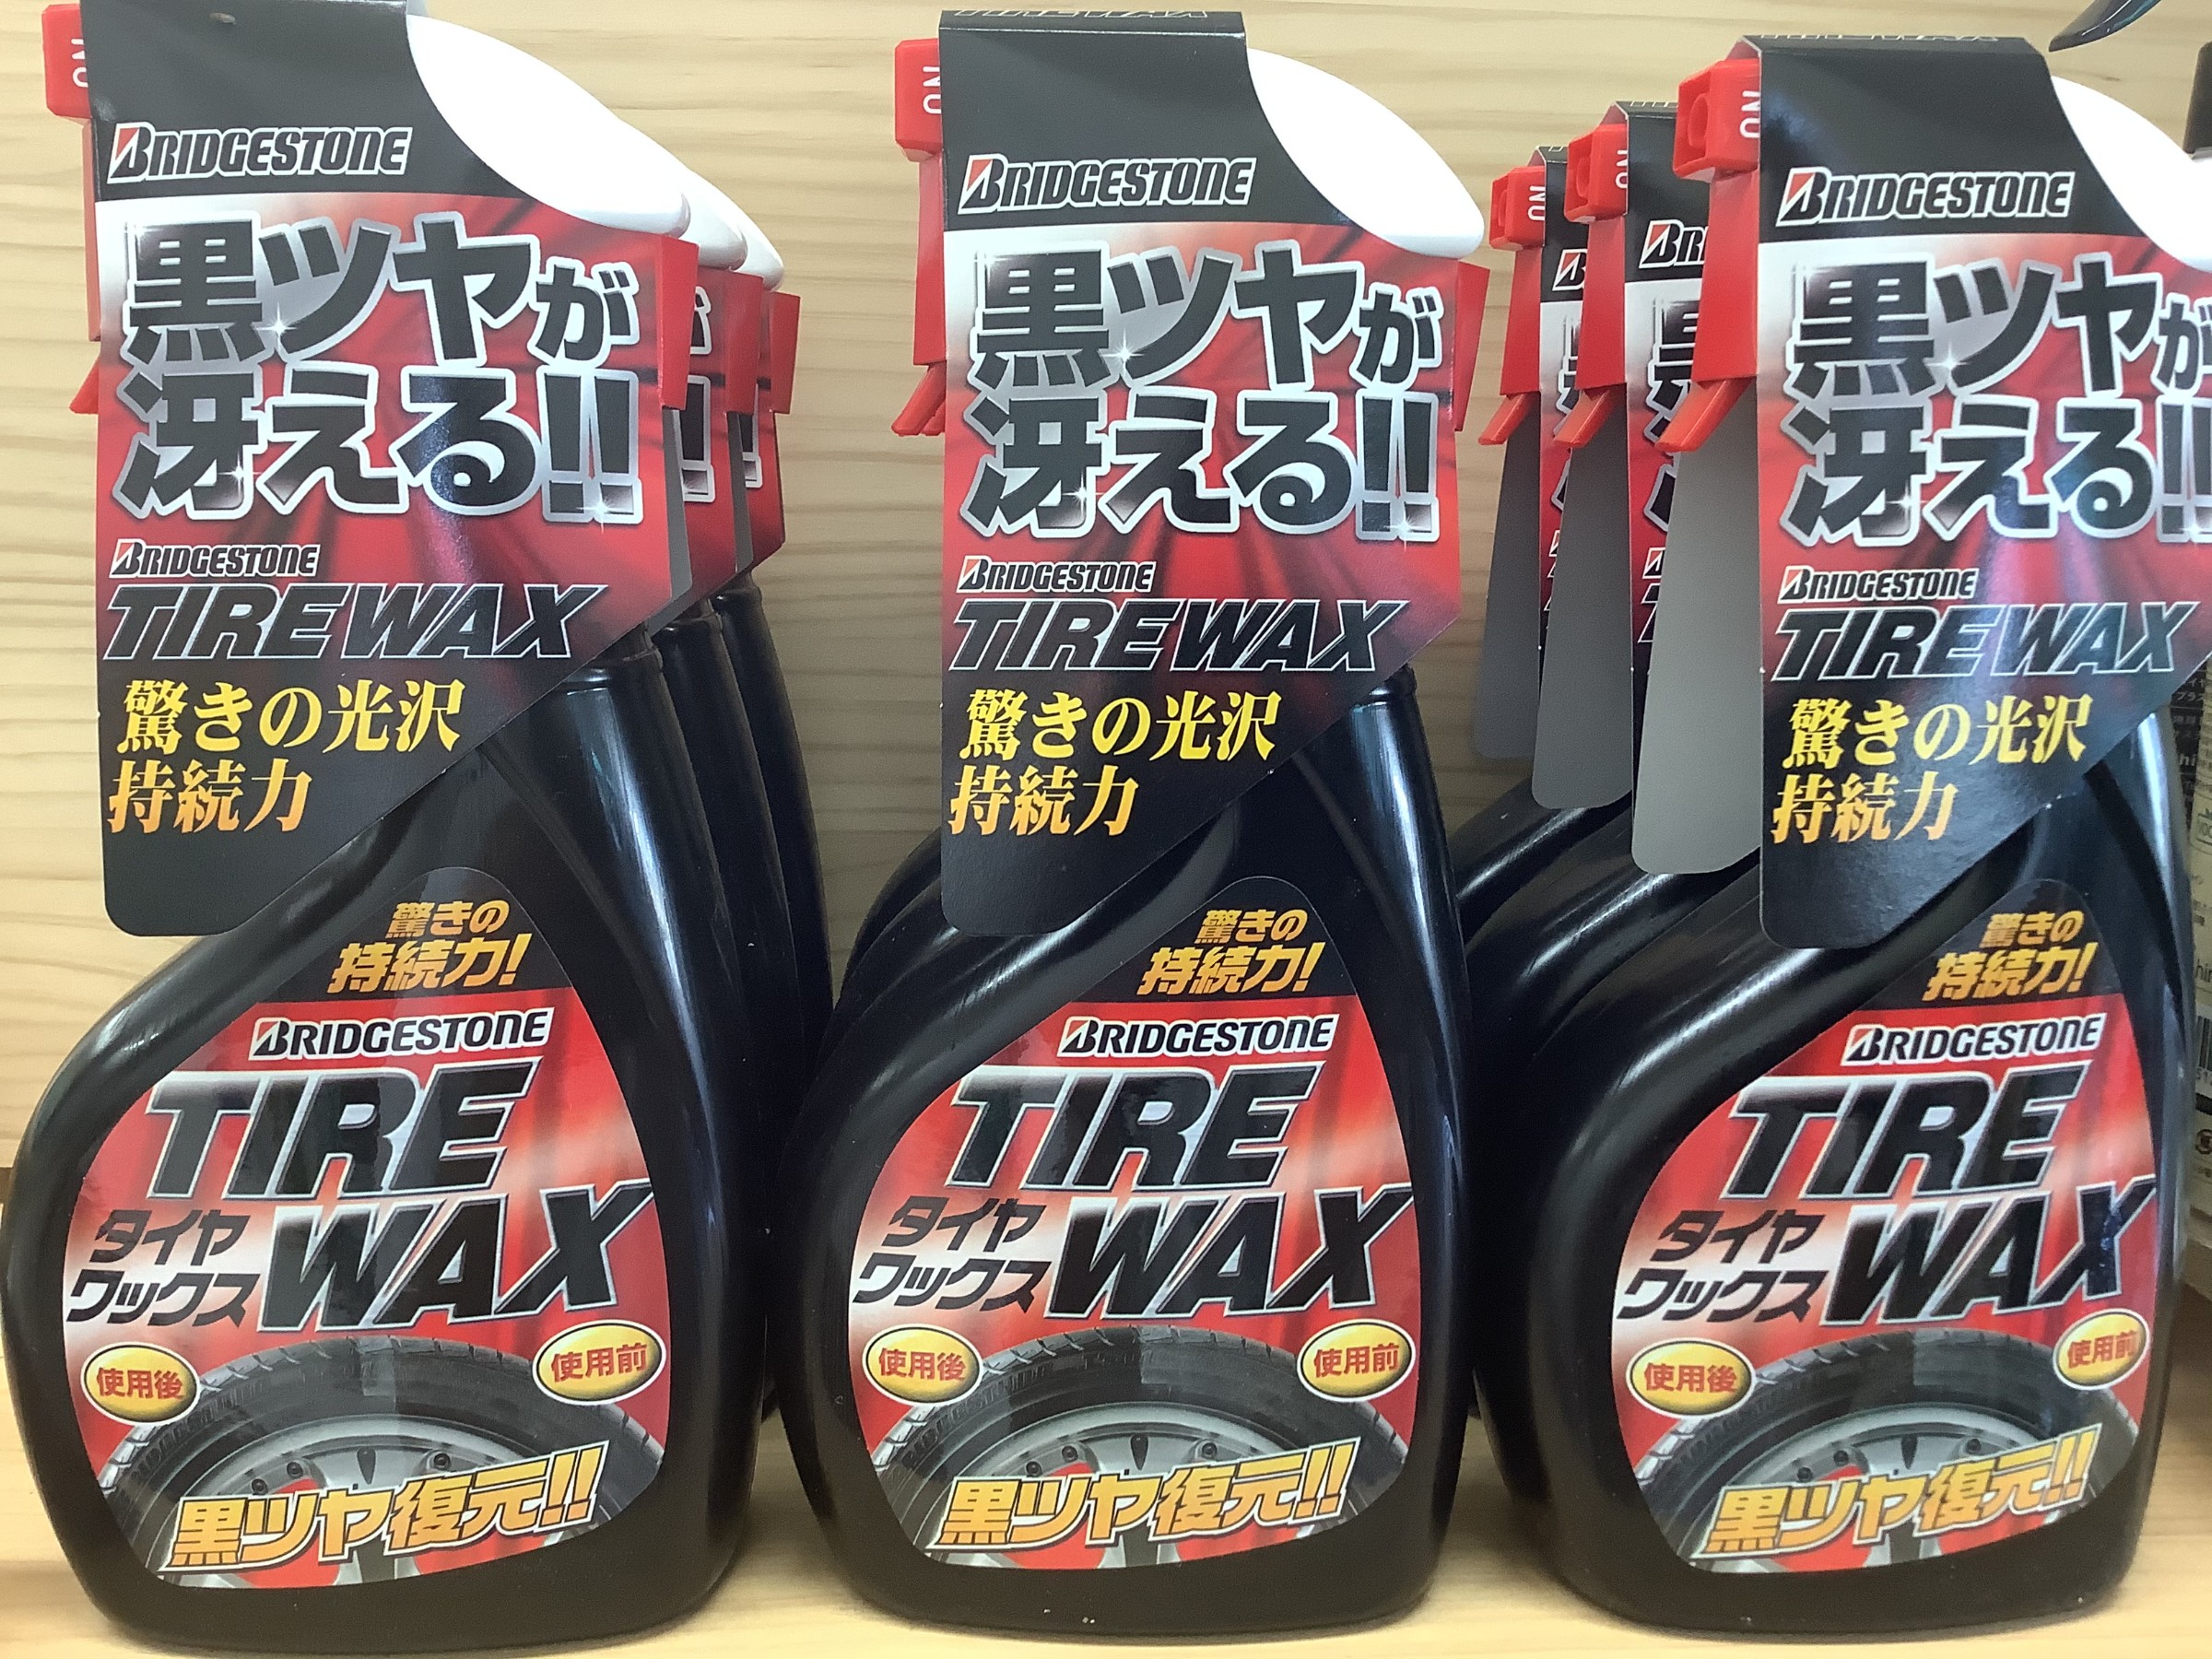 ON
BRIDGESTONE
黒ツヤが
冴える!!
BRIDGESTONE
TIRE WAX
驚きの光沢
持続力
驚きの
持続力!
BRIDGESTONE
TIRE
WAX
タイヤ
ワックス
使用後
使用前
黒ツヤ復元!!
TIRE WAX
ON
BRIDGESTONE
黒ツヤが
冴える!!
BRIDGESTONE
TIRE WAX
驚きの光沢
持続力
驚きの
持続力!
BRIDGESTONE
TIRE
WAX
タイヤ
ワックス
使用後
使用前
黒ツヤ復元!!
ON
ON
ON
BRIDGESTONE
黒ツヤが
冴える!!
BRIDGESTONE
TIRE WAX
驚きの光沢
持続力
驚きの
持続力!
BRIDGESTONE
TIRE
WAX
タイヤ
ワックス
使用後
使用前
黒ツヤ復元!!